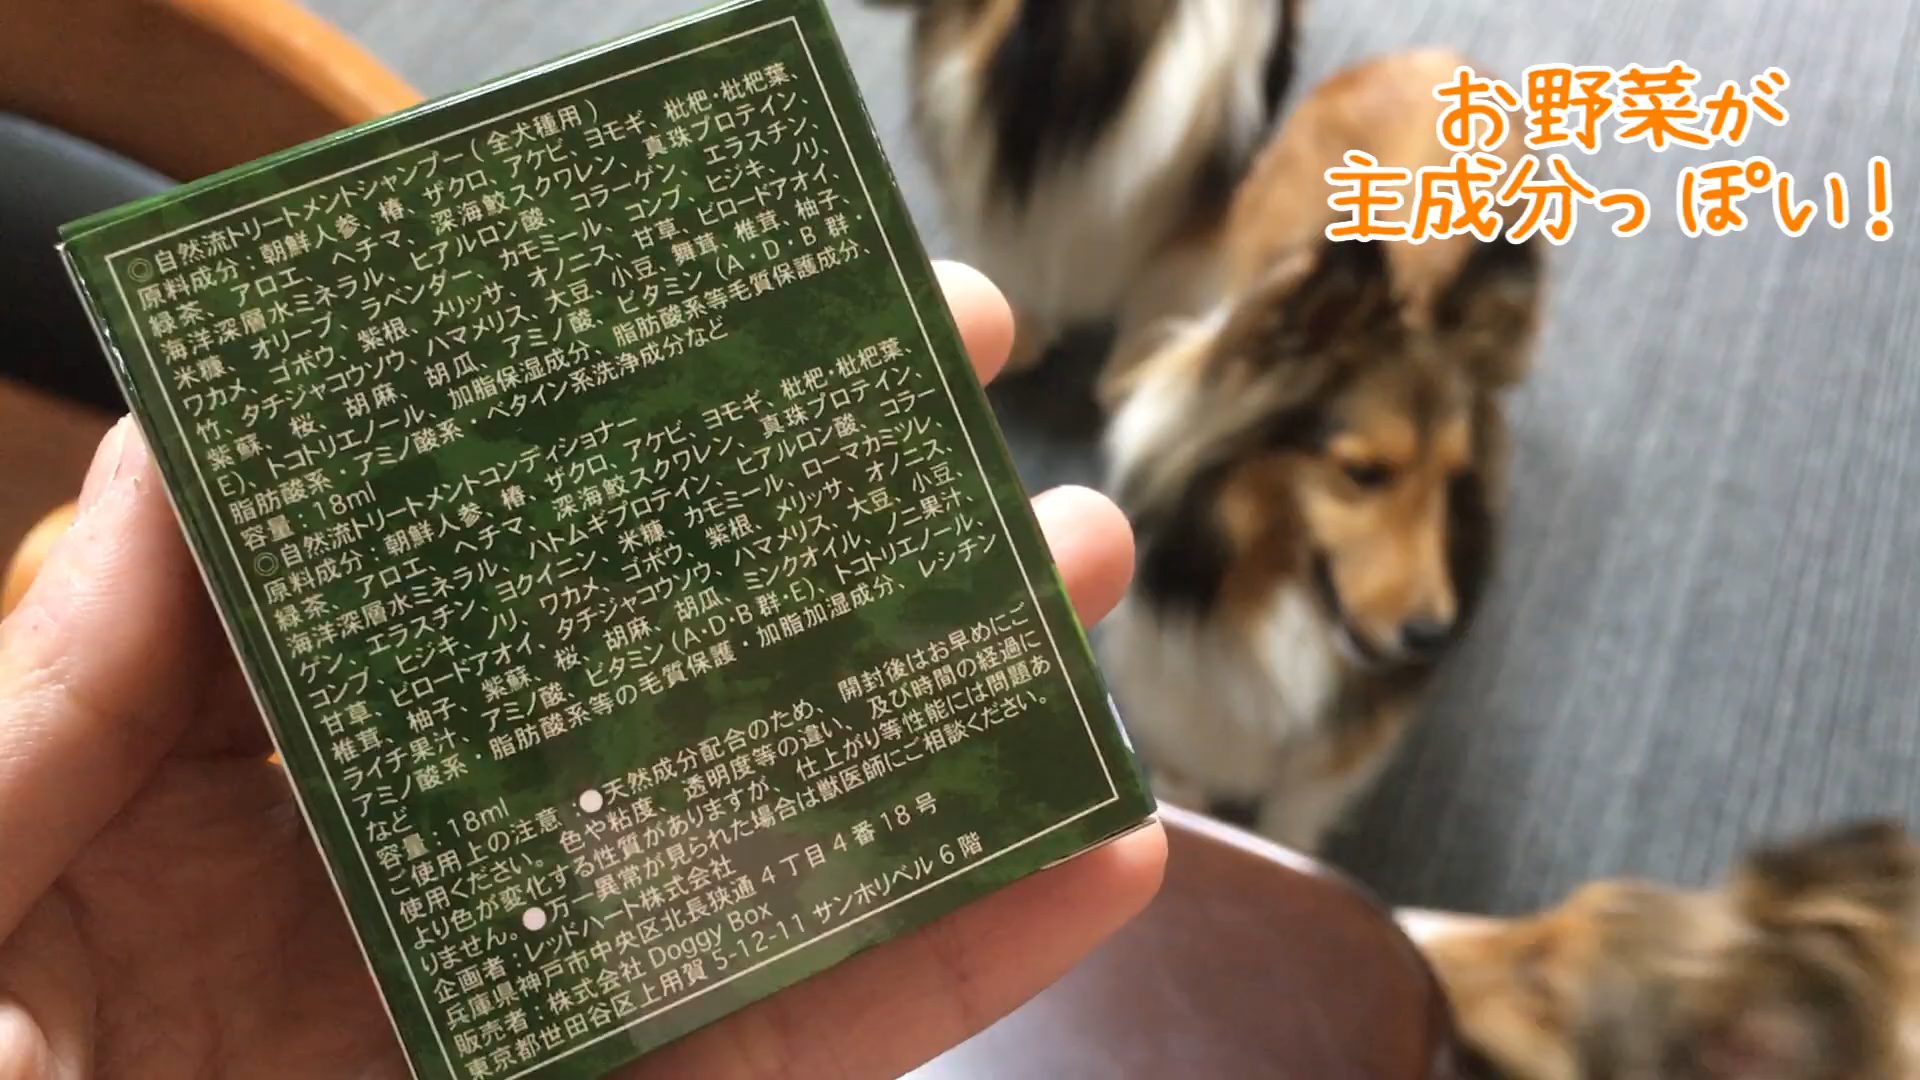 お野菜が
主成分っぽい！
◎自然流トリートメントシャンプー(全犬種用)
原料成分：朝鮮人参、椿、ザクロ、アケビ、ヨモギ、枇杷・枇杷葉、
緑茶、アロエ、ヘチマ、深海鮫スクワレン、真珠プロテイン、
海洋深層水ミネラル、ヒアルロン酸、コラーゲン、エラスチン、
米糠、オリーブ、ラベンダー、カモミール、コンブ、ヒジキ、ノリ、
ワカメ、ゴボウ、紫根、メリッサ、オノニス、甘草、ビロードアオイ、
竹、タチジャコウソウ、ハマメリス、大豆、小豆、舞茸、椎茸、柚子、
紫蘇、桜、胡麻、胡瓜、アミノ酸、ビタミン(A・D・B群・
E)、トコトリエノール、加脂保湿成分、脂肪酸系等毛質保護成分、
脂肪酸系・アミノ酸系・ベタイン系洗浄成分など
容量：18ml
◎自然流トリートメントコンディショナー
原料成分：朝鮮人参、椿、ザクロ、アケビ、ヨモギ、枇杷・枇杷葉、
緑茶、アロエ、ヘチマ、深海鮫スクワレン、真珠プロテイン、
海洋深層水ミネラル、ハトムギプロテイン、ヒアルロン酸、コラー
ゲン、エラスチン、ヨクイニン、米糠、カモミール、ローマカミツレ、
コンブ、ヒジキ、ノリ、ワカメ、ゴボウ、紫根、メリッサ、オノニス、
甘草、ビロードアオイ、タチジャコウソウ、ハマメリス、大豆、小豆、
椎茸、柚子、紫蘇、桜、胡麻、胡瓜、ミンクオイル、ノニ果汁、
ライチ果汁、アミノ酸、ビタミン(A・D・B群・E)、トコトリエノール、
アミノ酸系・脂肪酸系等の毛質保護・加脂加湿成分、レシチン
など
容量：18ml
ご使用上の注意：●天然成分配合のため、開封後はお早めにご
使用ください。色や粘度、透明度等の違い、及び時間の経過に
より色が変化する性質がありますが、仕上がり等性能には問題あ
りません。●万一異常が見られた場合は獣医師にご相談ください。
企画者：レッドハート株式会社
兵庫県神戸市中央区北長狭通4丁目4番18号
販売者：株式会社 Doggy Box
東京都世田谷区上用賀 5-12-11 サンホリベル 6 階